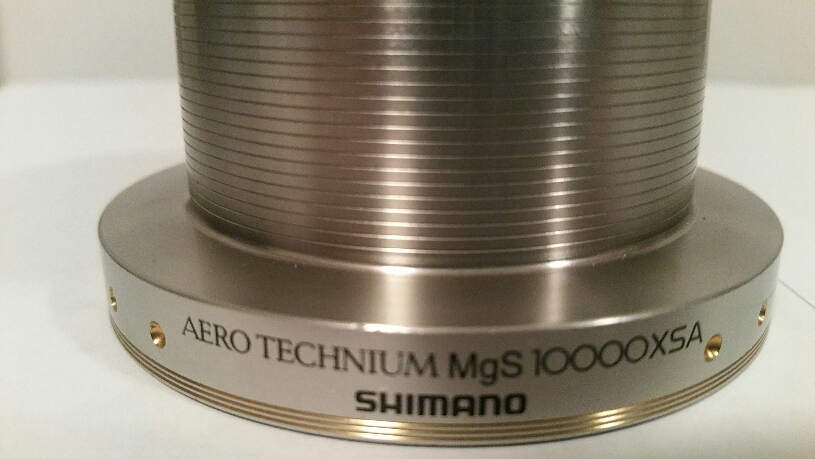 AERO TECHNIUM MgS 10000XSA
SHIMANO